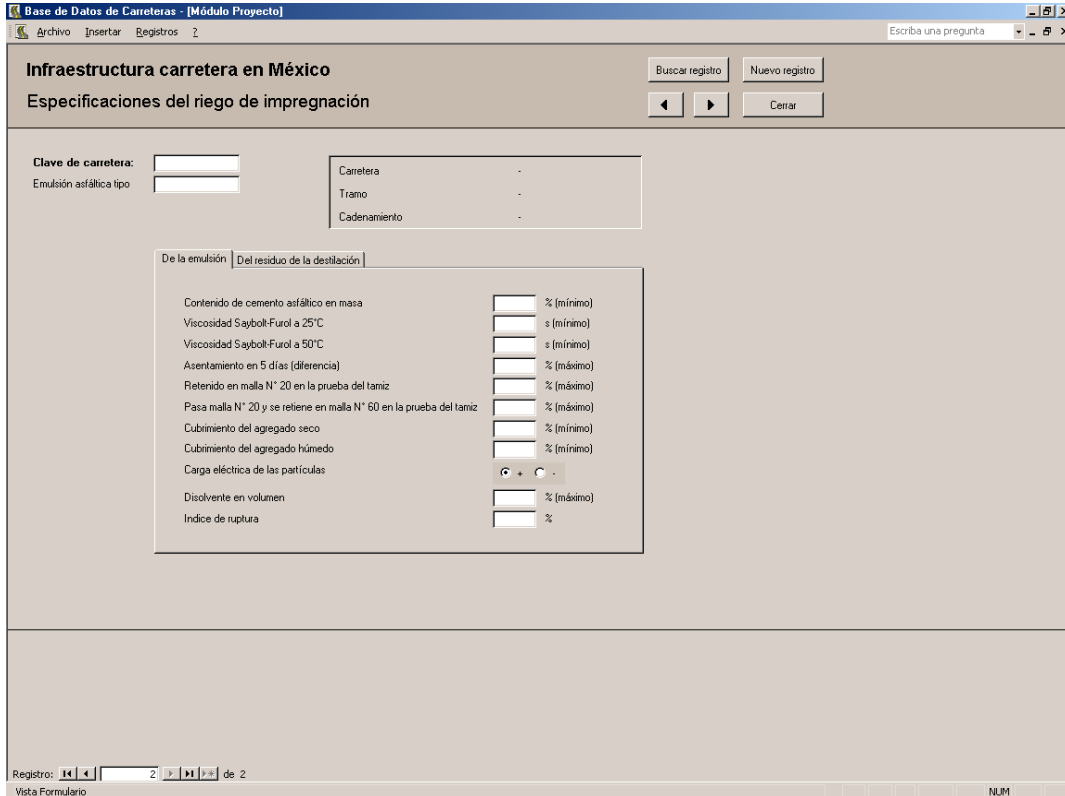 Base de Datos de Carreteras - [Módulo Proyecto]
Archivo Insertar Registros ? Escriba una pregunta
Infraestructura carretera en México
Buscar registro Nuevo registro
Especificaciones del riego de impregnación
Cerrar
Clave de carretera:
Emulsión asfáltica tipo
Carretera -
Tramo -
Cadenamiento -
De la emulsión Del residuo de la destilación
Contenido de cemento asfáltico en masa % (mínimo)
Viscosidad Saybolt-Furol a 25°C s (mínimo)
Viscosidad Saybolt-Furol a 50°C s (mínimo)
Asentamiento en 5 días (diferencia) % (máximo)
Retenido en malla N° 20 en la prueba del tamiz % (máximo)
Pasa malla N° 20 y se retiene en malla N° 60 en la prueba del tamiz % (máximo)
Cubrimiento del agregado seco % (mínimo)
Cubrimiento del agregado húmedo % (mínimo)
Carga eléctrica de las partículas + -
Disolvente en volumen % (máximo)
Indice de ruptura %
Registro: 2 de 2
Vista Formulario NUM